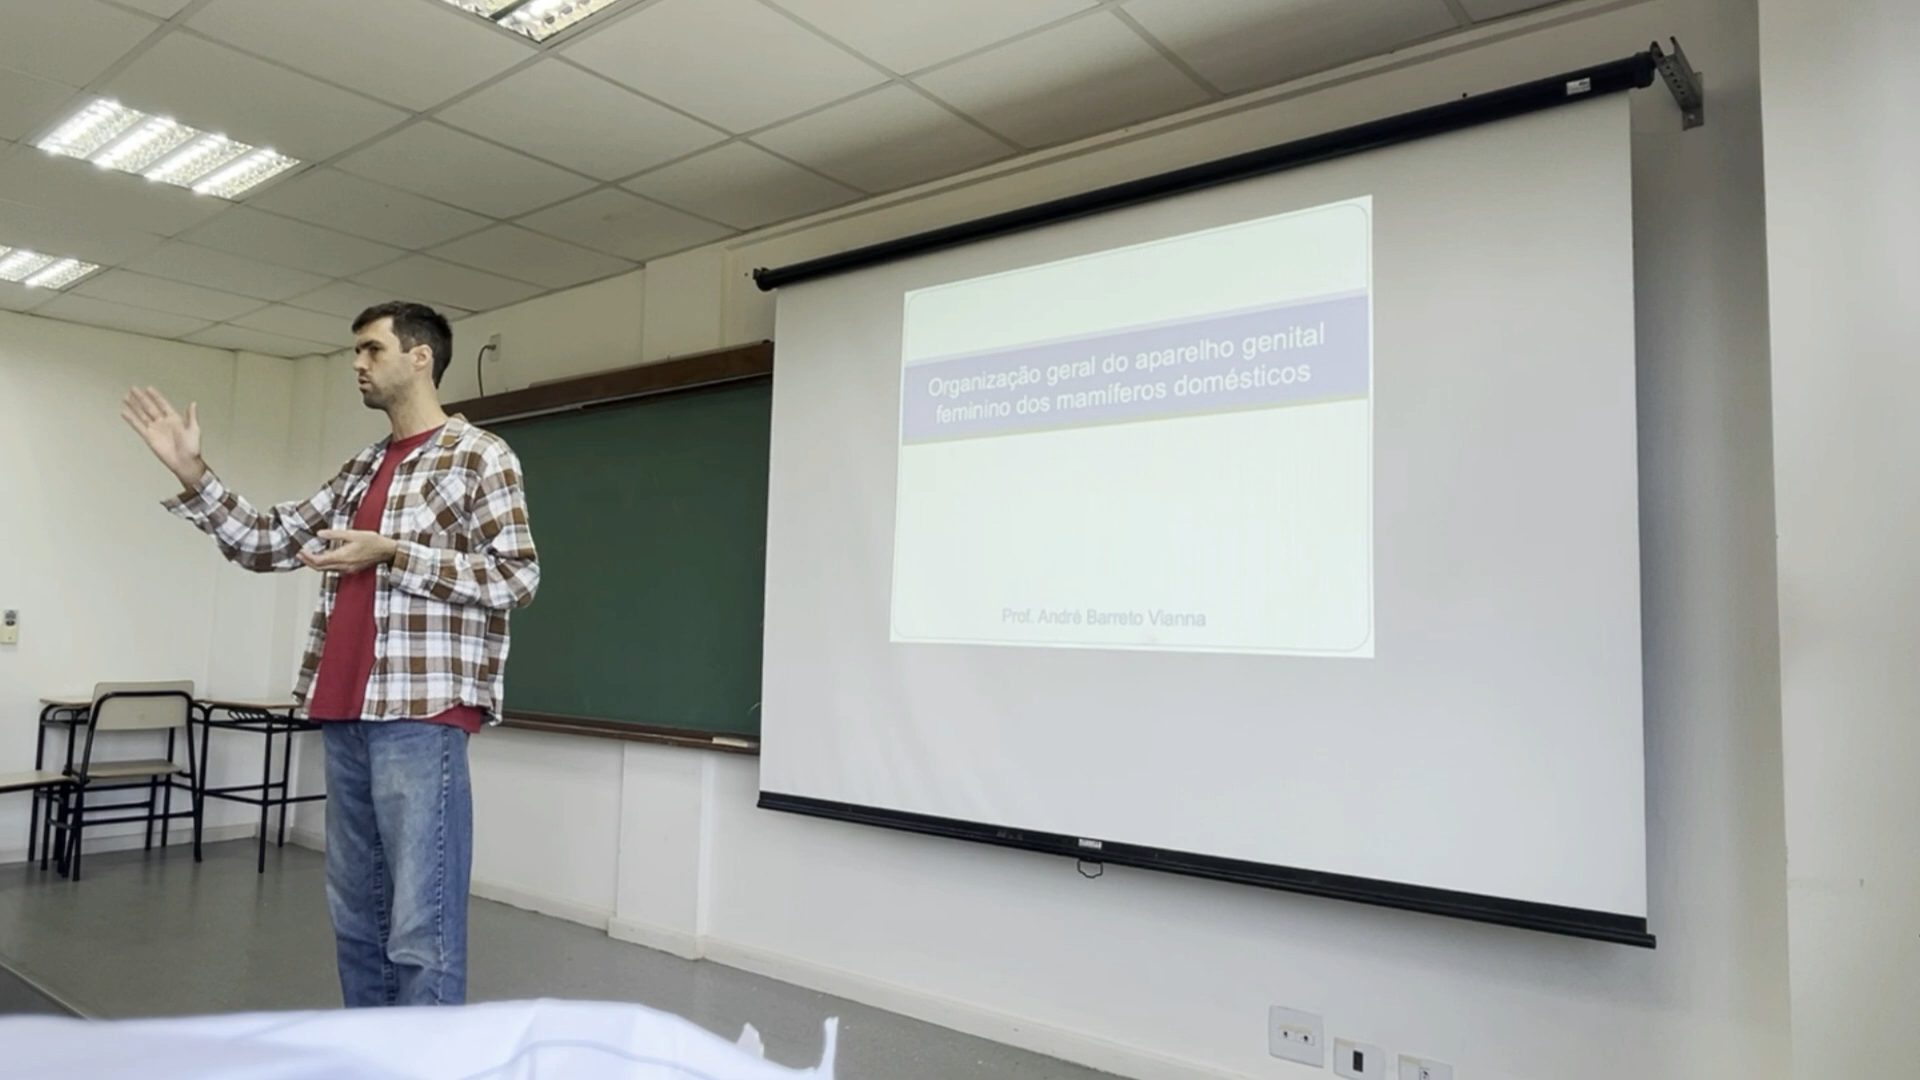 Organização geral do aparelho genital
feminino dos mamíferos domésticos
Prof. André Barreto Vianna